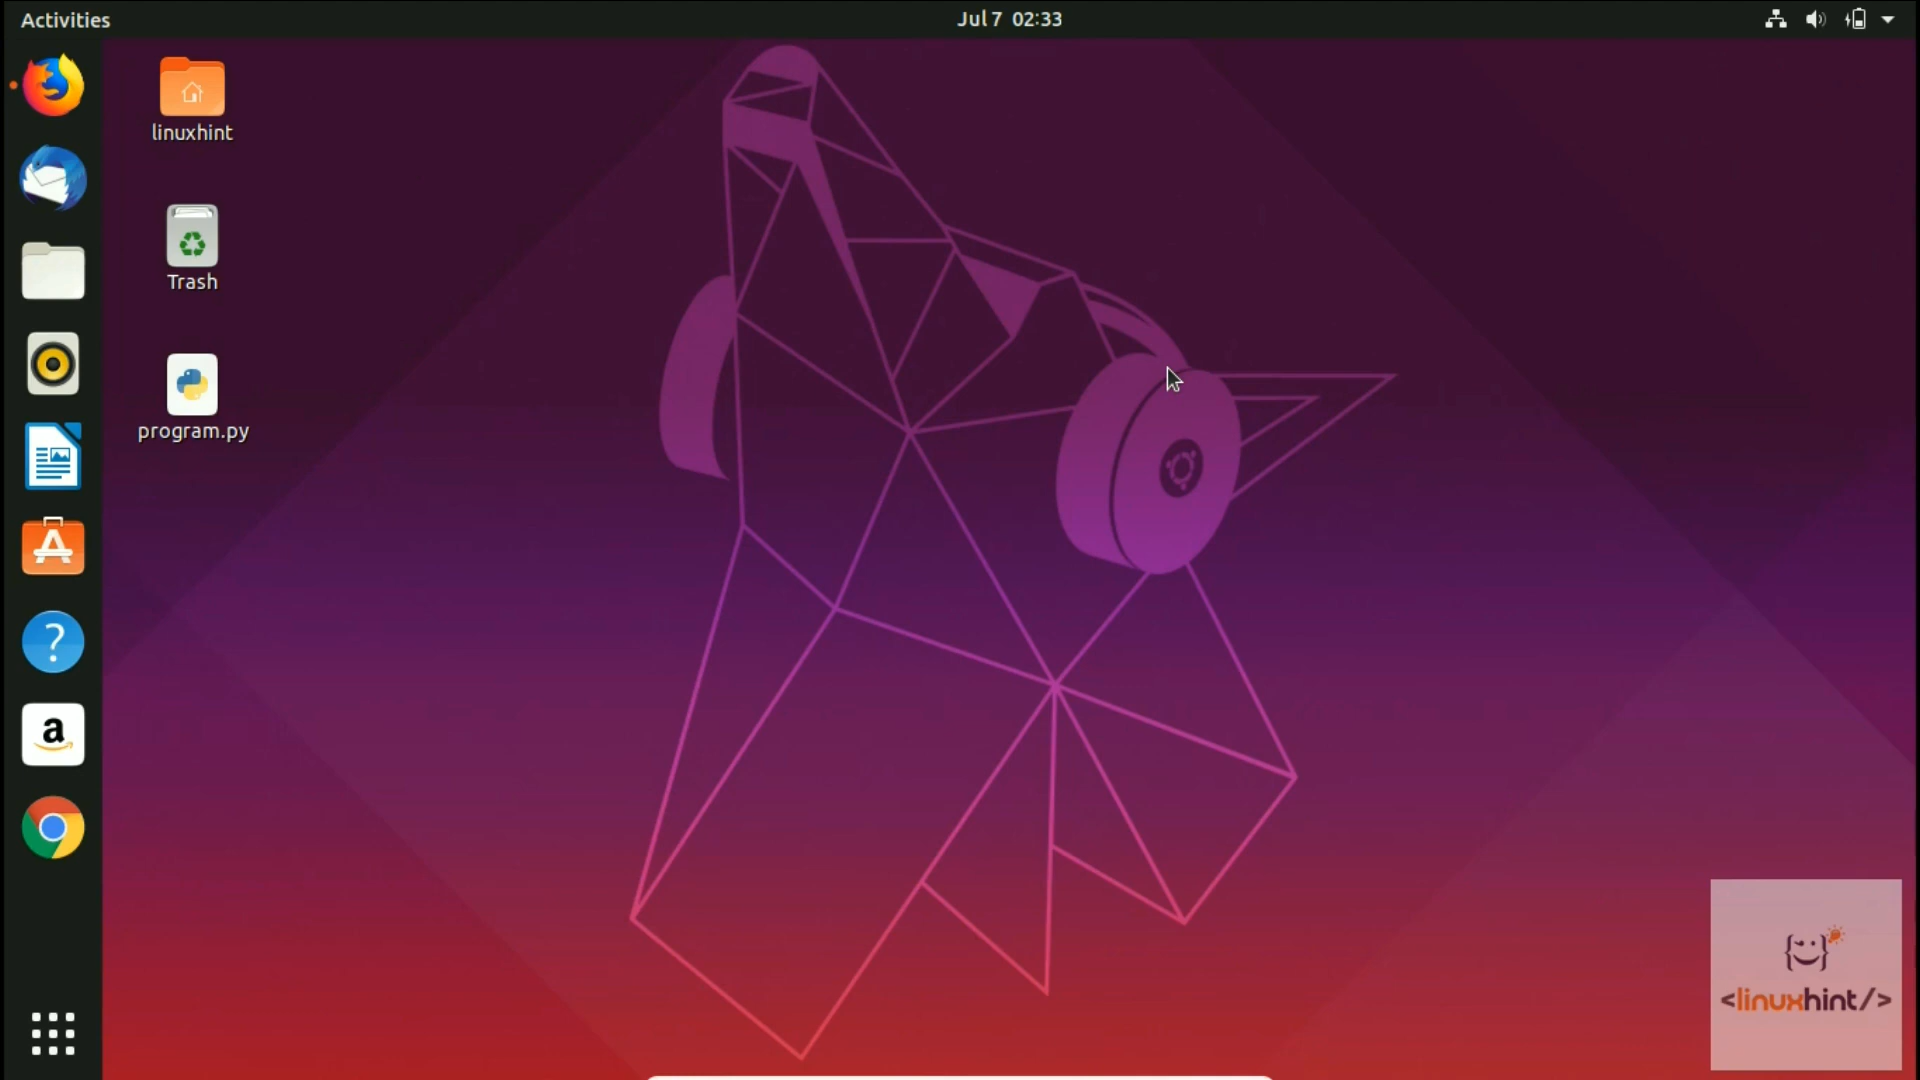 Activities
Jul 7 02:33
linuxhint
Trash
program.py
<linuxhint/>